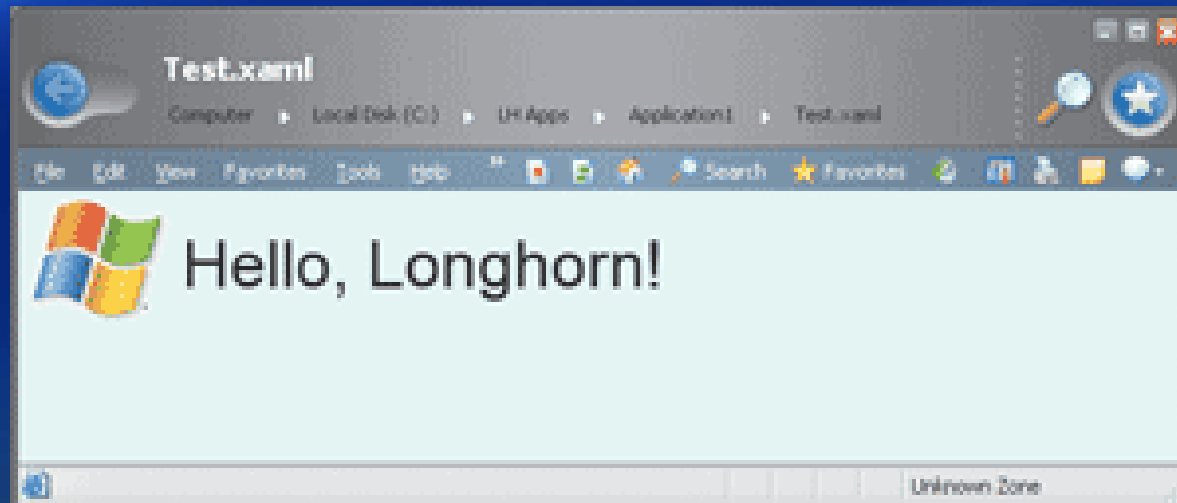 Test.xaml
Computer Local Disk (C:) LH Apps Application1 Test.xaml
File Edit View Favorites Tools Help » Search Favorites
Hello, Longhorn!
Unknown Zone